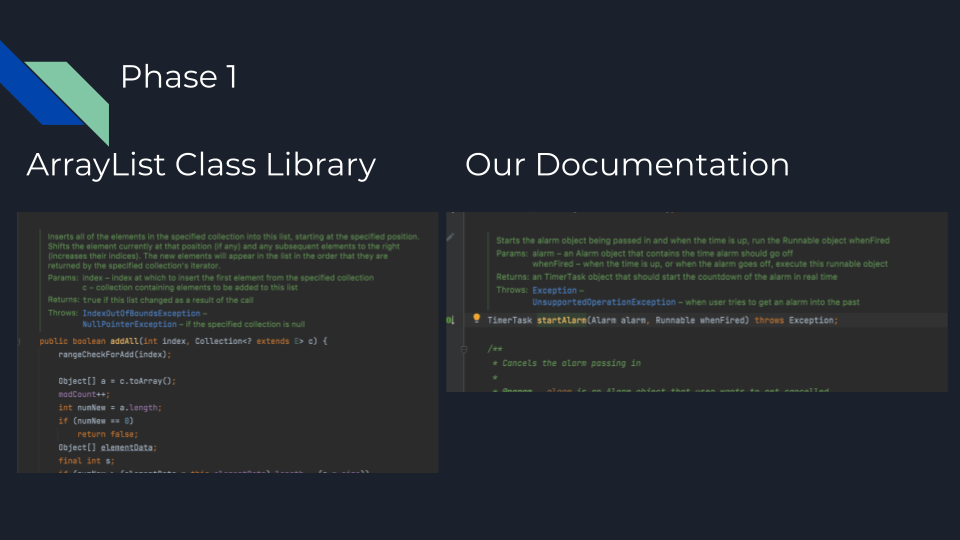 Phase 1
ArrayList Class Library
Our Documentation
Inserts all of the elements in the specified collection into this list, starting at the specified position.
Shifts the element currently at that position (if any) and any subsequent elements to the right
(increases their indices). The new elements will appear in the list in the order that they are
returned by the specified collection's iterator.
Params: index – index at which to insert the first element from the specified collection
c – collection containing elements to be added to this list
Returns: true if this list changed as a result of the call
Throws: IndexOutOfBoundsException –
NullPointerException – if the specified collection is null
public boolean addAll(int index, Collection<? extends E> c) {
rangeCheckForAdd(index);
Object[] a = c.toArray();
modCount++;
int numNew = a.length;
if (numNew == 0)
return false;
Object[] elementData;
final int s;
Starts the alarm object being passed in and when the time is up, run the Runnable object whenFired
Params: alarm – an Alarm object that contains the time alarm should go off
whenFired – when the time is up, or when the alarm goes off, execute this runnable object
Returns: an TimerTask object that should start the countdown of the alarm in real time
Throws: Exception –
UnsupportedOperationException – when user tries to get an alarm into the past
TimerTask startAlarm(Alarm alarm, Runnable whenFired) throws Exception;
/**
* Cancels the alarm passing in
*